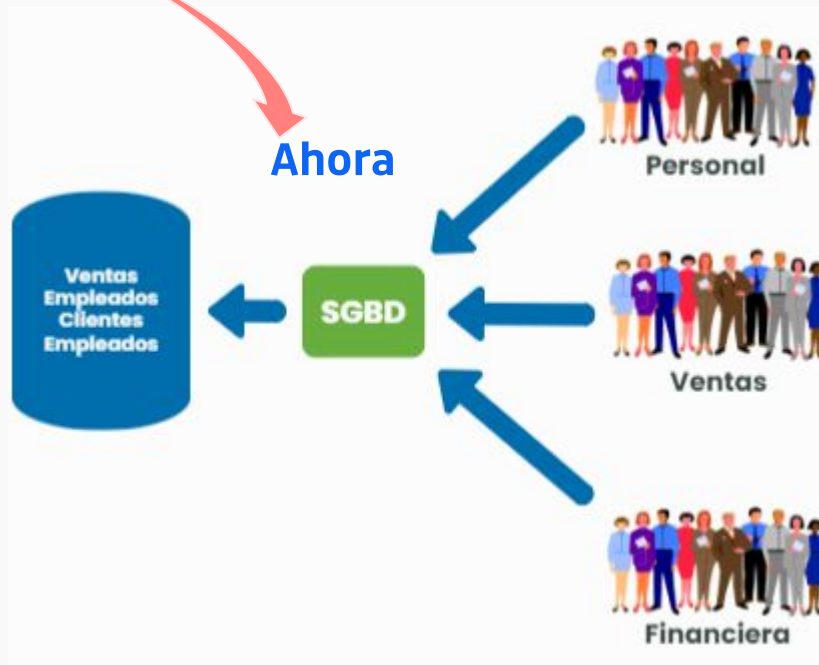 Ahora
Personal
Ventas
Empleados
Clientes
Empleados
SGBD
Ventas
Financiera